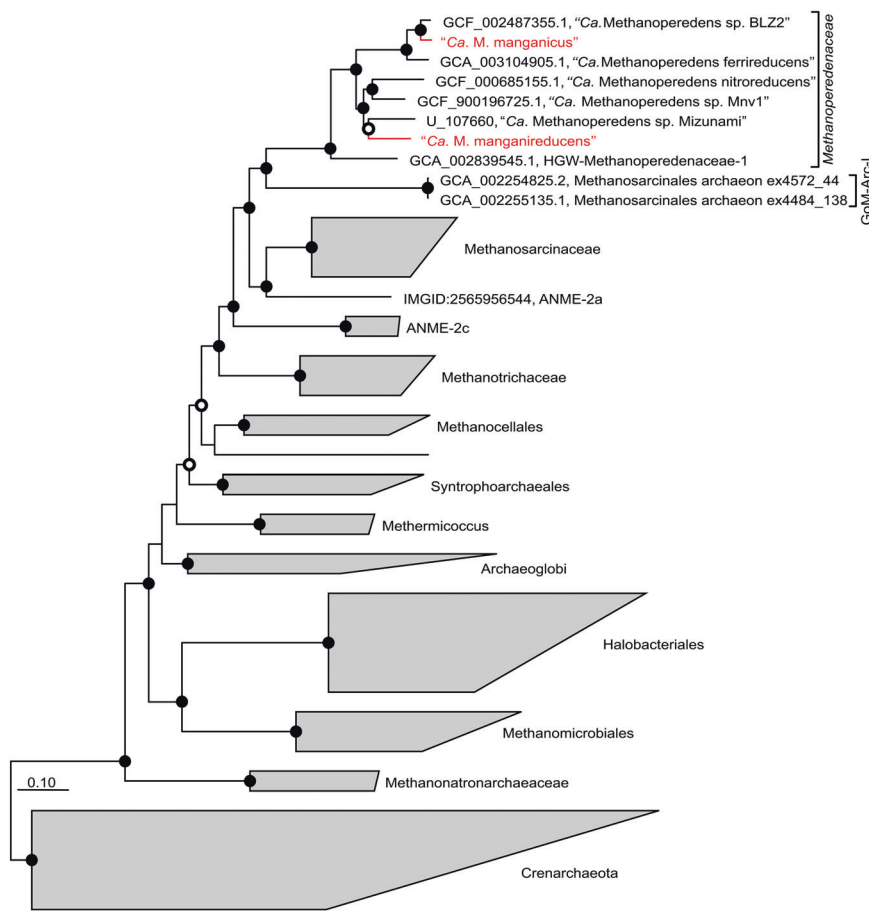 GCF_002487355.1, “Ca. Methanoperedens sp. BLZ2”
“Ca. M. manganicus”
GCA_003104905.1, “Ca. Methanoperedens ferrireducens”
GCF_000685155.1, “Ca. Methanoperedens nitroreducens”
GCF_900196725.1, “Ca. Methanoperedens sp. Mnv1”
U_107660, “Ca. Methanoperedens sp. Mizunami”
“Ca. M. manganireducens”
GCA_002839545.1, HGW-Methanoperedenaceae-1
Methanoperedenaceae
GCA_002254825.2, Methanosarcinales archaeon ex4572_44
GCA_002255135.1, Methanosarcinales archaeon ex4484_138
GoM-Arc-I
Methanosarcinaceae
IMGID:2565956544, ANME-2a
ANME-2c
Methanotrichaceae
Methanocellales
Syntrophoarchaeales
Methermicoccus
Archaeoglobi
Halobacteriales
Methanomicrobiales
Methanonatronarchaeaceae
0.10
Crenarchaeota